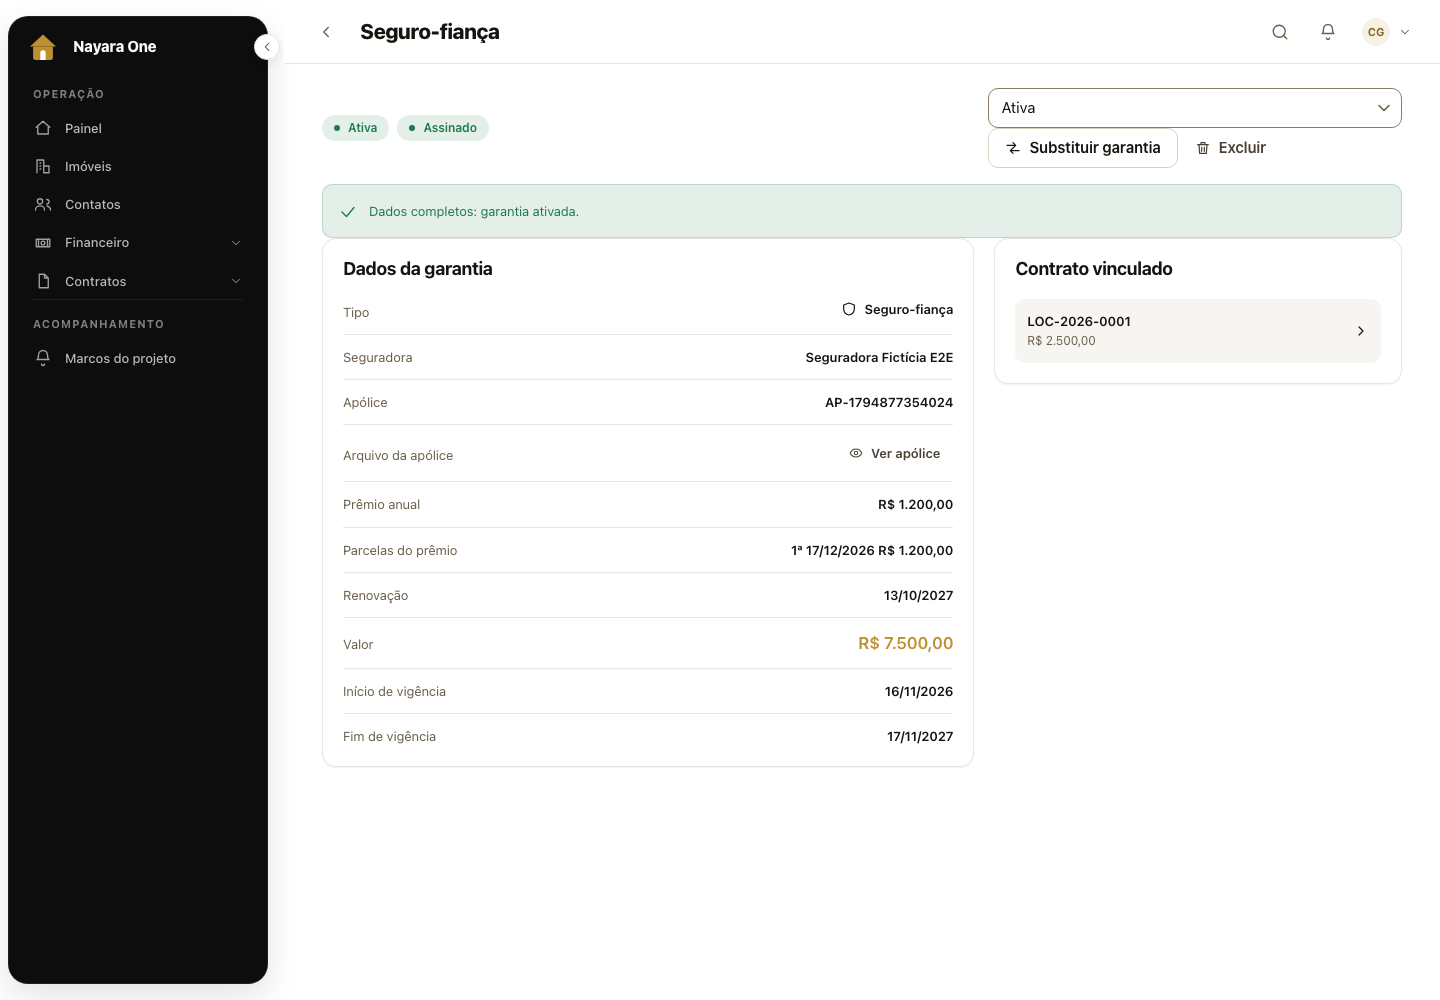 Nayara One
OPERAÇÃO
Painel
Imóveis
Contatos
Financeiro
Contratos
ACOMPANHAMENTO
Marcos do projeto
Seguro-fiança
CG
Ativa
Assinado
Ativa
Substituir garantia
Excluir
Dados completos: garantia ativada.
Dados da garantia
Tipo
Seguro-fiança
Seguradora
Seguradora Fictícia E2E
Apólice
AP-1794877354024
Arquivo da apólice
Ver apólice
Prêmio anual
R$ 1.200,00
Parcelas do prêmio
1ª 17/12/2026 R$ 1.200,00
Renovação
13/10/2027
Valor
R$ 7.500,00
Início de vigência
16/11/2026
Fim de vigência
17/11/2027
Contrato vinculado
LOC-2026-0001
R$ 2.500,00